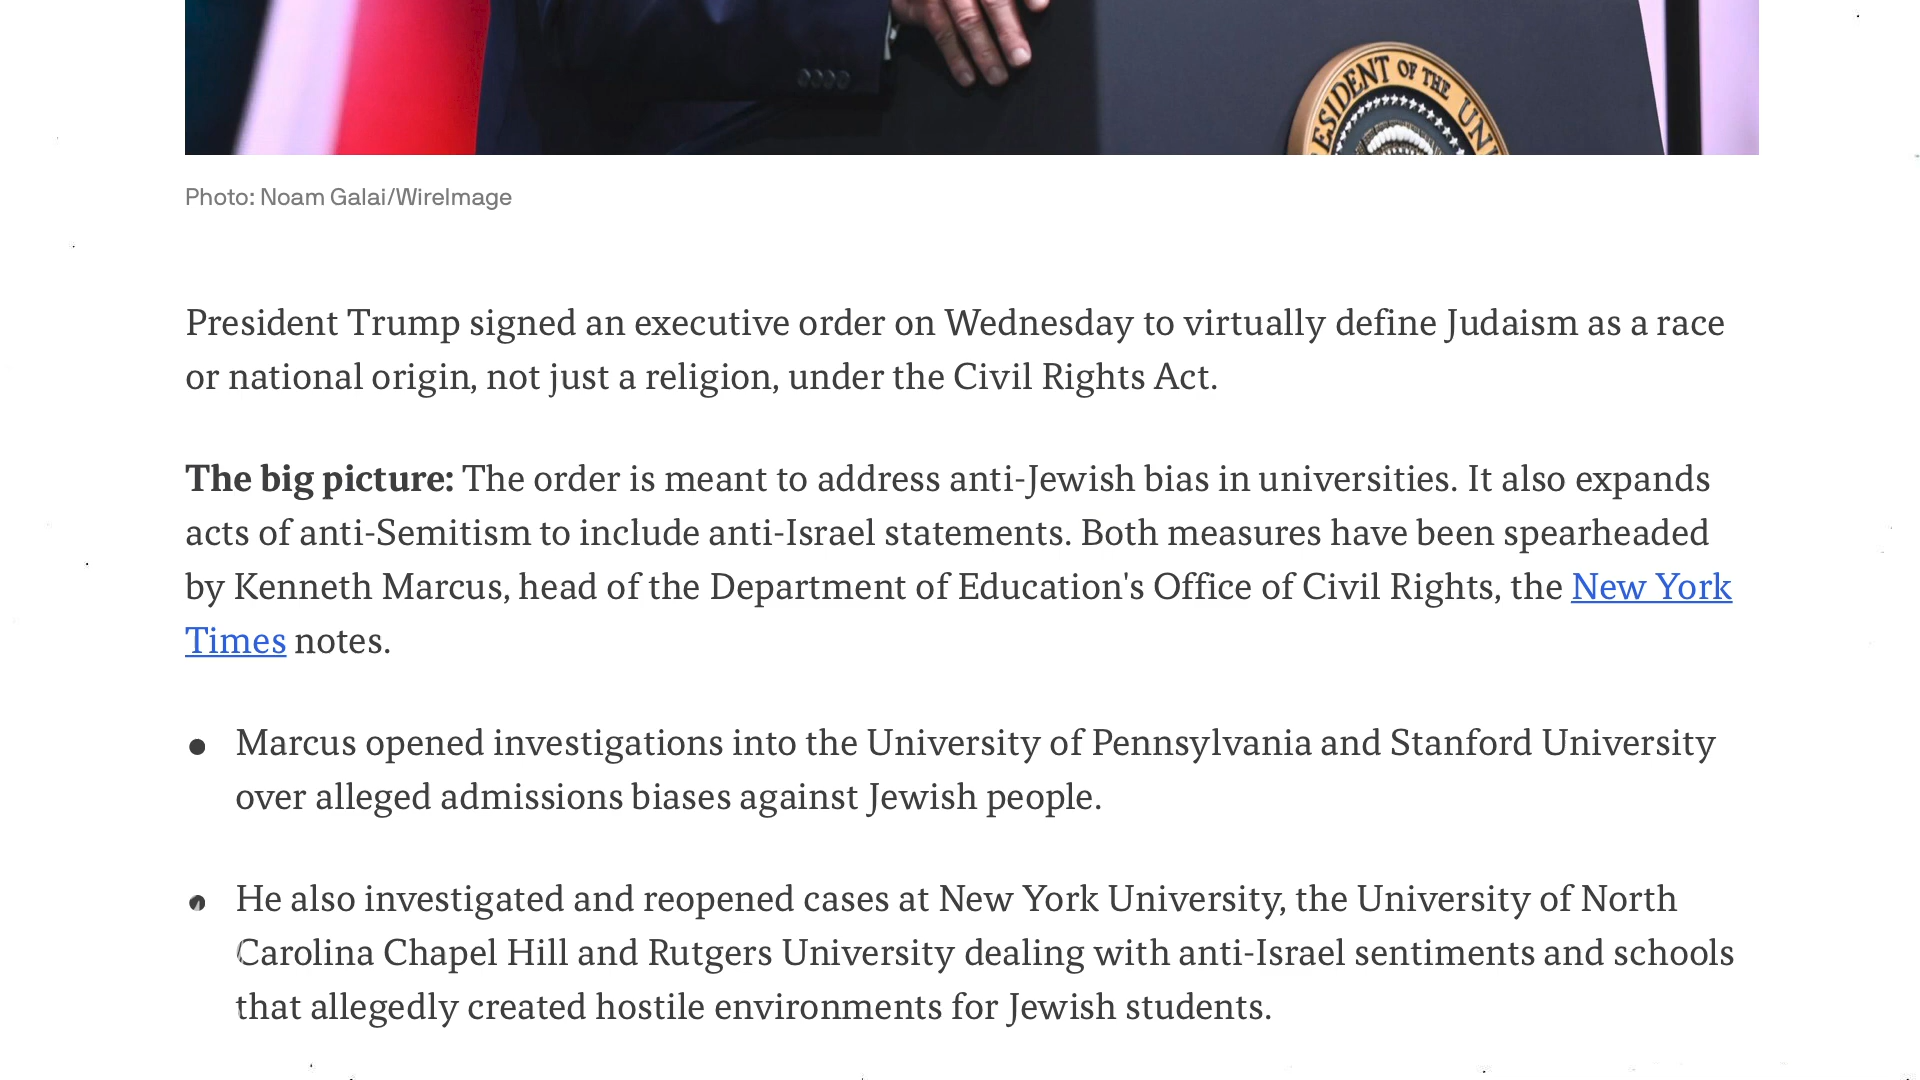 PRESIDENT OF THE UNI
Photo: Noam Galai/WireImage
President Trump signed an executive order on Wednesday to virtually define Judaism as a race
or national origin, not just a religion, under the Civil Rights Act.
The big picture: The order is meant to address anti-Jewish bias in universities. It also expands
acts of anti-Semitism to include anti-Israel statements. Both measures have been spearheaded
by Kenneth Marcus, head of the Department of Education's Office of Civil Rights, the New York
Times notes.
● Marcus opened investigations into the University of Pennsylvania and Stanford University
over alleged admissions biases against Jewish people.
● He also investigated and reopened cases at New York University, the University of North
Carolina Chapel Hill and Rutgers University dealing with anti-Israel sentiments and schools
that allegedly created hostile environments for Jewish students.